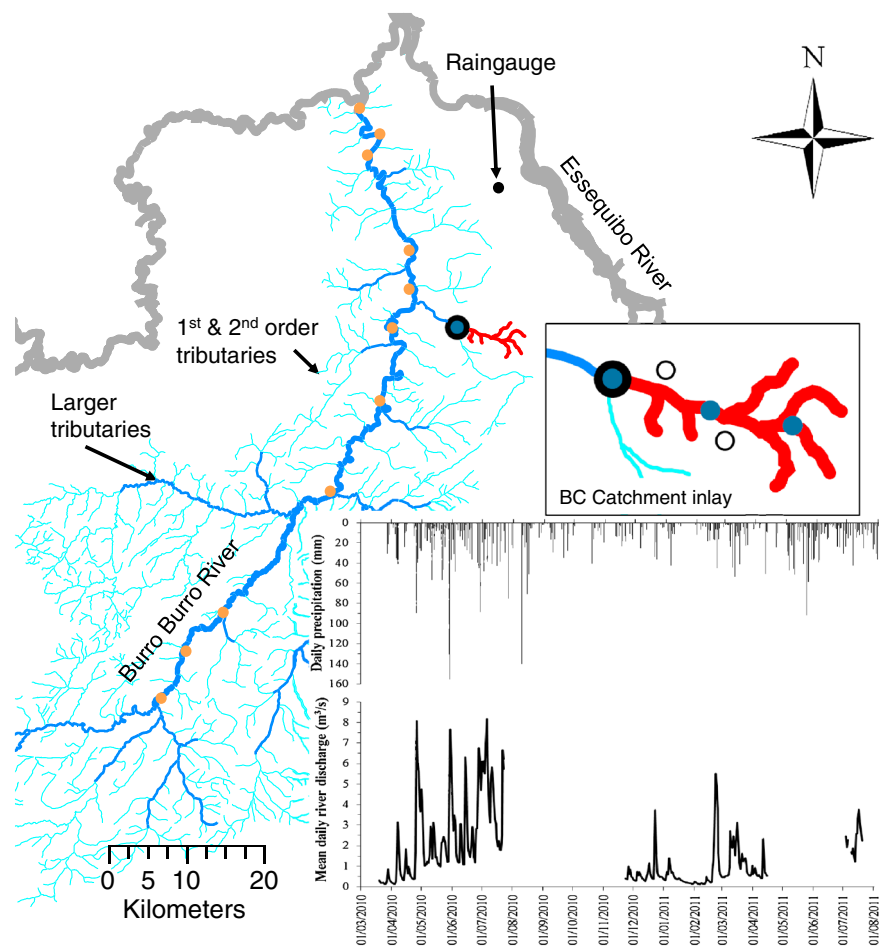 N
Raingauge
Essequibo River
1st & 2nd order
tributaries
Larger
tributaries
BC Catchment inlay
Burro Burro River
0 5 10 20
Kilometers
Daily precipitation (mm)
0
20
40
60
80
100
120
140
160
Mean daily river discharge (m³/s)
9
8
7
6
5
4
3
2
1
0
01/03/2010
01/04/2010
01/05/2010
01/06/2010
01/07/2010
01/08/2010
01/09/2010
01/10/2010
01/11/2010
01/12/2010
01/01/2011
01/02/2011
01/03/2011
01/04/2011
01/05/2011
01/06/2011
01/07/2011
01/08/2011